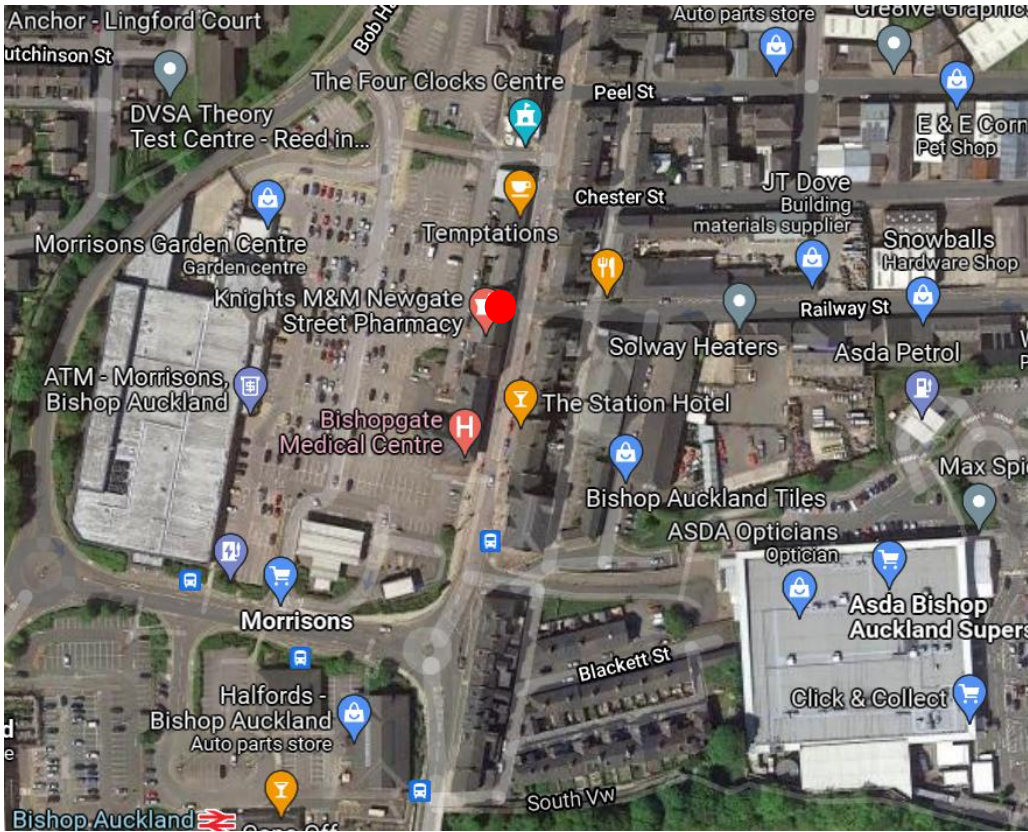 Anchor - Lingford Court
Auto parts store
Cre8ive Graphics
utchinson St
Bob Ha
The Four Clocks Centre
Peel St
DVSA Theory
Test Centre - Reed in...
E & E Corn
Pet Shop
Chester St
JT Dove
Building
materials supplier
Temptations
Morrisons Garden Centre
Garden centre
Snowballs
Hardware Shop
Knights M&M Newgate
Street Pharmacy
Railway St
Solway Heaters
Asda Petrol
ATM - Morrisons,
Bishop Auckland
The Station Hotel
Bishopgate
Medical Centre
H
Max Spi
Bishop Auckland Tiles
ASDA Opticians
Optician
Morrisons
Asda Bishop
Auckland Supers
Blackett St
Halfords -
Bishop Auckland
Auto parts store
Click & Collect
d
e
South Vw
Bishop Auckland